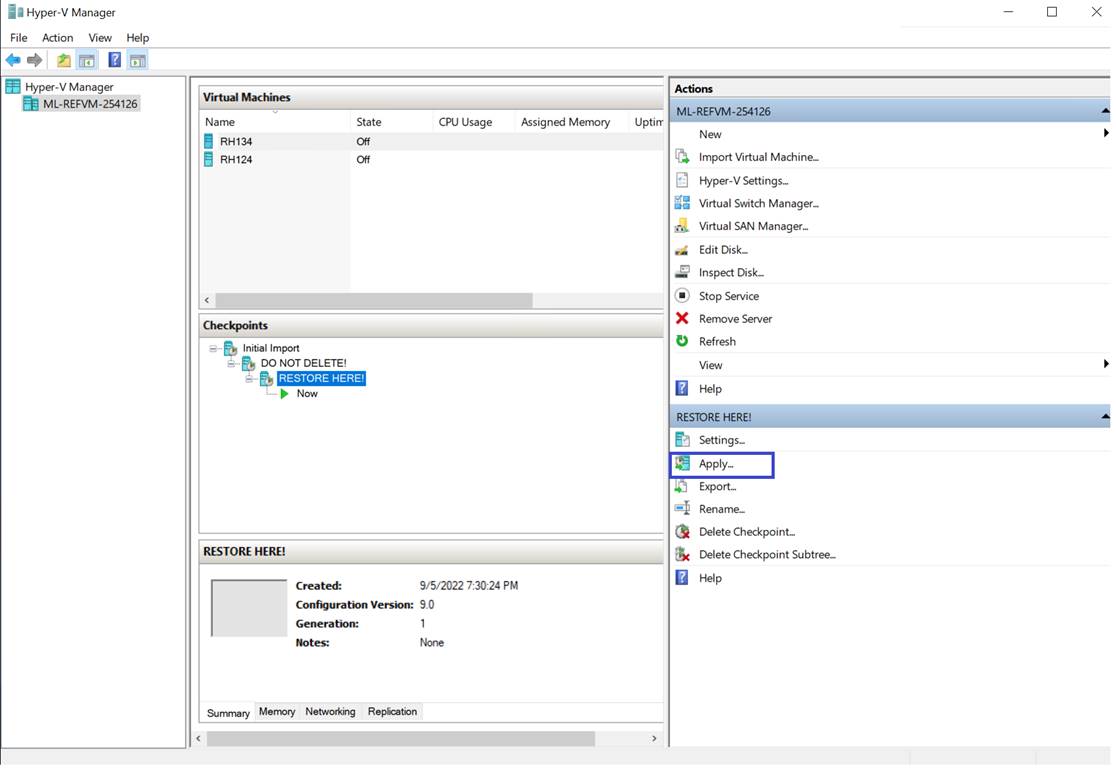 Hyper-V Manager
File Action View Help
Hyper-V Manager
ML-REFVM-254126
Virtual Machines
Name State CPU Usage Assigned Memory Uptim
RH134 Off
RH124 Off
Checkpoints
Initial Import
DO NOT DELETE!
RESTORE HERE!
Now
RESTORE HERE!
Created: 9/5/2022 7:30:24 PM
Configuration Version: 9.0
Generation: 1
Notes: None
Summary Memory Networking Replication
Actions
ML-REFVM-254126
New
Import Virtual Machine...
Hyper-V Settings...
Virtual Switch Manager...
Virtual SAN Manager...
Edit Disk...
Inspect Disk...
Stop Service
Remove Server
Refresh
View
Help
RESTORE HERE!
Settings...
Apply...
Export...
Rename...
Delete Checkpoint...
Delete Checkpoint Subtree...
Help